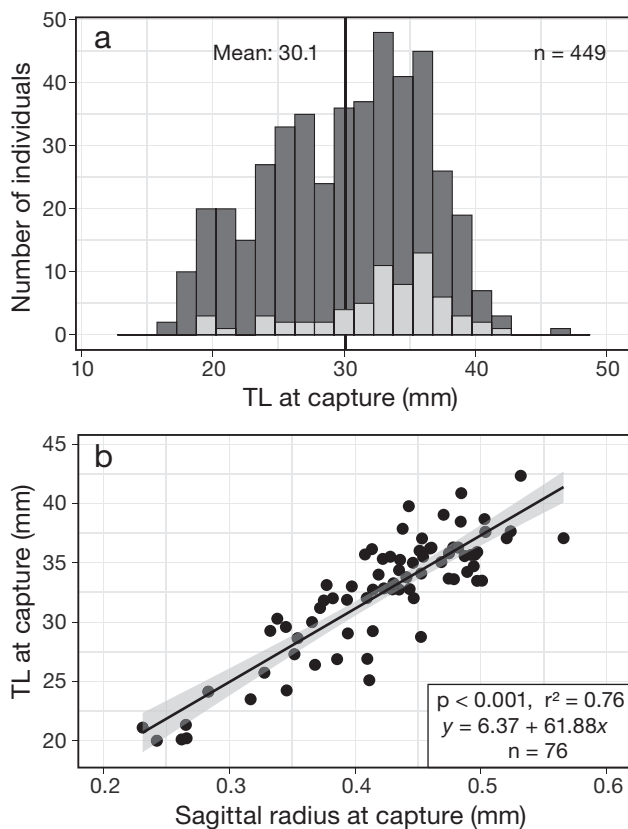 a
Mean: 30.1
n = 449
Number of individuals
50
40
30
20
10
0
10
20
30
40
50
TL at capture (mm)
b
TL at capture (mm)
45
40
35
30
25
20
p < 0.001, r² = 0.76
y = 6.37 + 61.88x
n = 76
0.2
0.3
0.4
0.5
0.6
Sagittal radius at capture (mm)